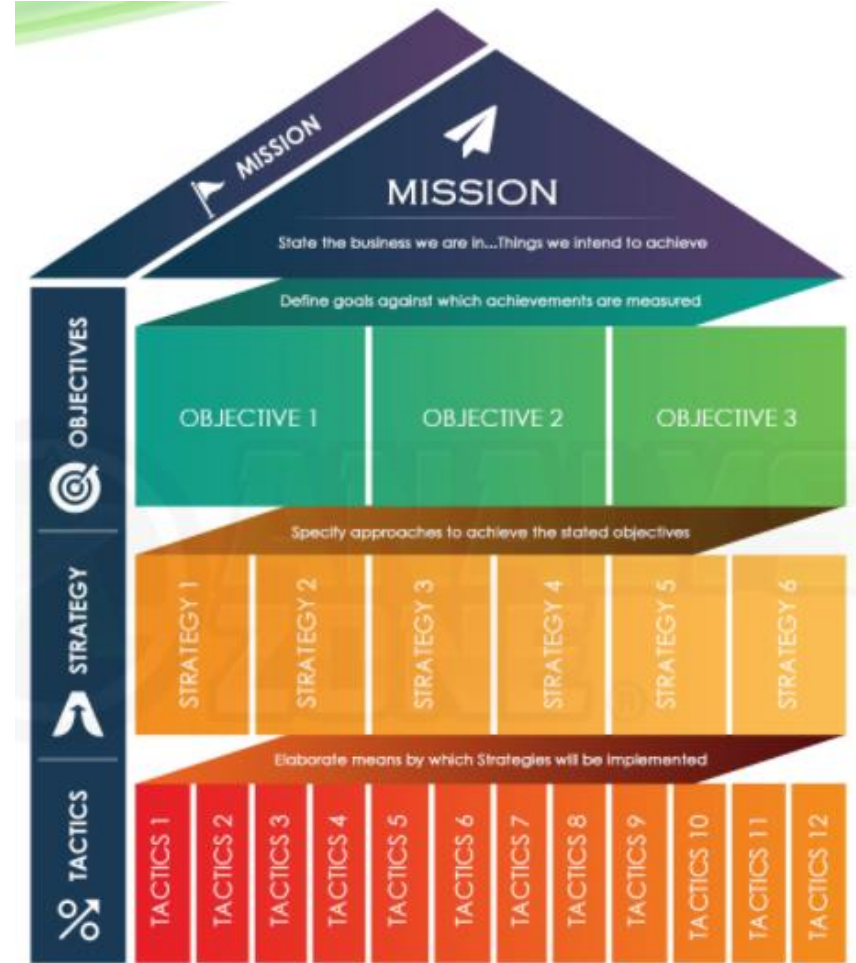 MISSION
MISSION
State the business we are in...Things we intend to achieve
Define goals against which achievements are measured
OBJECTIVES
OBJECTIVE 1
OBJECTIVE 2
OBJECTIVE 3
Specify approaches to achieve the stated objectives
STRATEGY
STRATEGY 1
STRATEGY 2
STRATEGY 3
STRATEGY 4
STRATEGY 5
STRATEGY 6
Elaborate means by which Strategies will be implemented
TACTICS
TACTICS 1
TACTICS 2
TACTICS 3
TACTICS 4
TACTICS 5
TACTICS 6
TACTICS 7
TACTICS 8
TACTICS 9
TACTICS 10
TACTICS 11
TACTICS 12